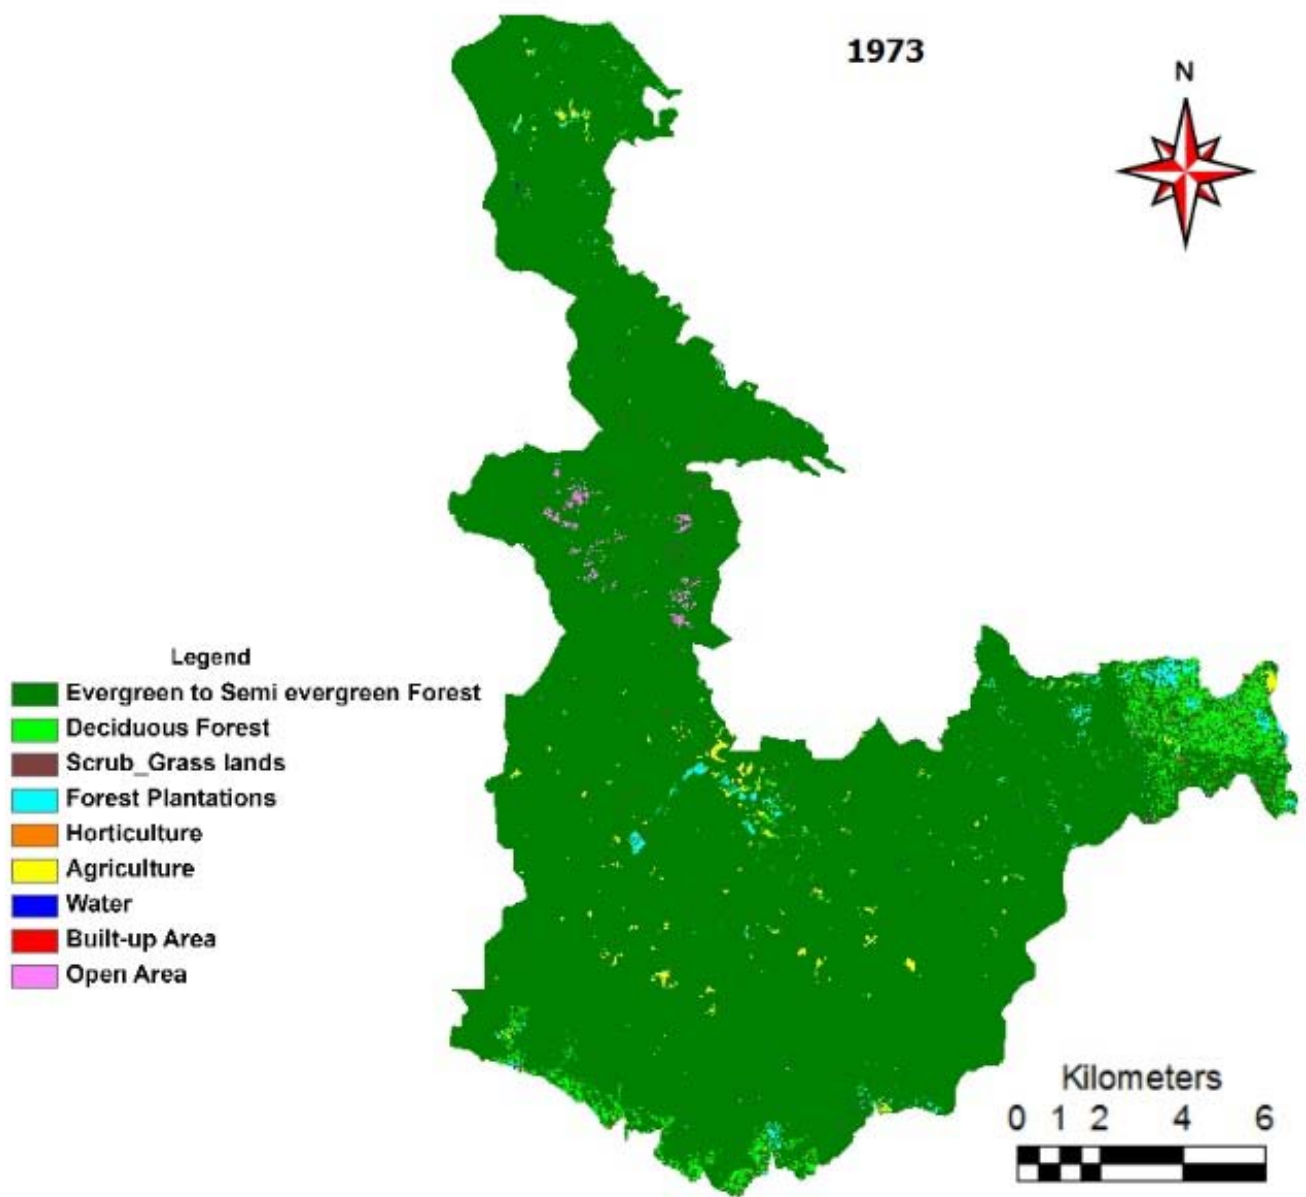 1973
N
Legend
Evergreen to Semi evergreen Forest
Deciduous Forest
Scrub_Grass lands
Forest Plantations
Horticulture
Agriculture
Water
Built-up Area
Open Area
Kilometers
0 1 2 4 6